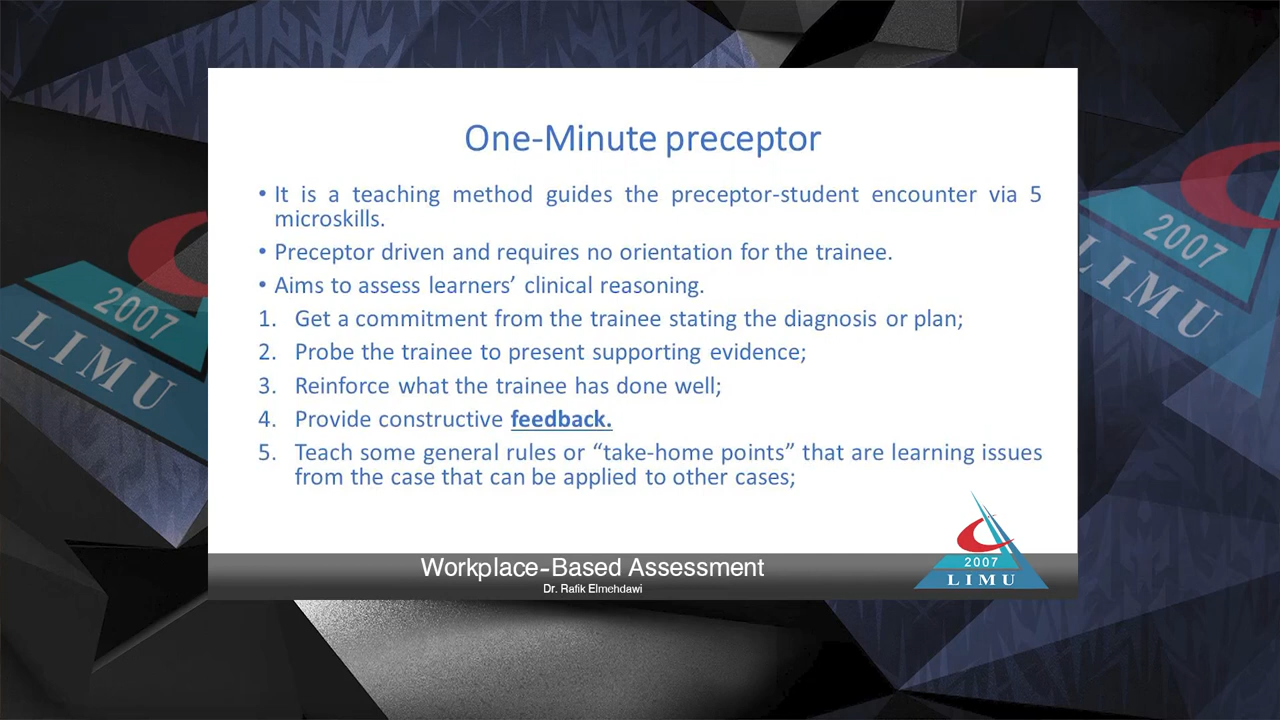 One-Minute preceptor
• It is a teaching method guides the preceptor-student encounter via 5
microskills.
• Preceptor driven and requires no orientation for the trainee.
• Aims to assess learners’ clinical reasoning.
1. Get a commitment from the trainee stating the diagnosis or plan;
2. Probe the trainee to present supporting evidence;
3. Reinforce what the trainee has done well;
4. Provide constructive feedback.
5. Teach some general rules or “take-home points” that are learning issues
from the case that can be applied to other cases;
Workplace-Based Assessment
Dr. Rafik Elmehdawi
2007
LIMU
2007
LIMU
2007
LIMU